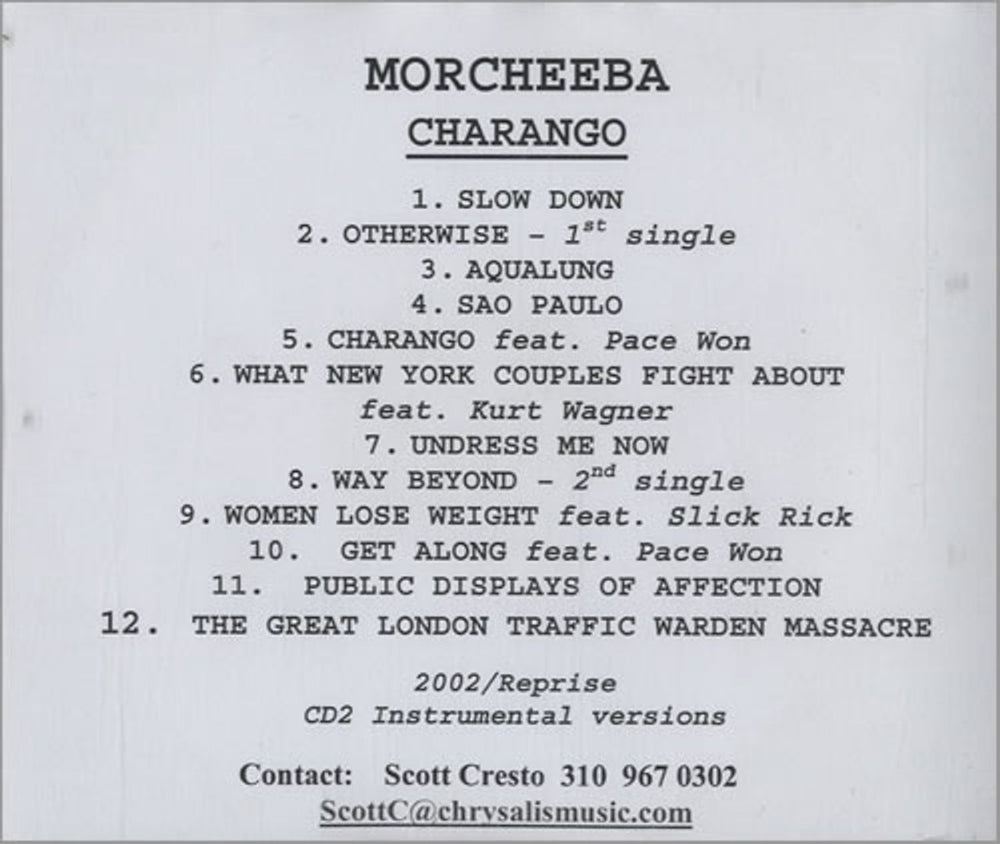 MORCHEEBA
CHARANGO
1. SLOW DOWN
2. OTHERWISE – 1st single
3. AQUALUNG
4. SAO PAULO
5. CHARANGO feat. Pace Won
6. WHAT NEW YORK COUPLES FIGHT ABOUT
feat. Kurt Wagner
7. UNDRESS ME NOW
8. WAY BEYOND – 2nd single
9. WOMEN LOSE WEIGHT feat. Slick Rick
10. GET ALONG feat. Pace Won
11. PUBLIC DISPLAYS OF AFFECTION
12. THE GREAT LONDON TRAFFIC WARDEN MASSACRE
2002/Reprise
CD2 Instrumental versions
Contact: Scott Cresto 310 967 0302
ScottC@chrysalismusic.com